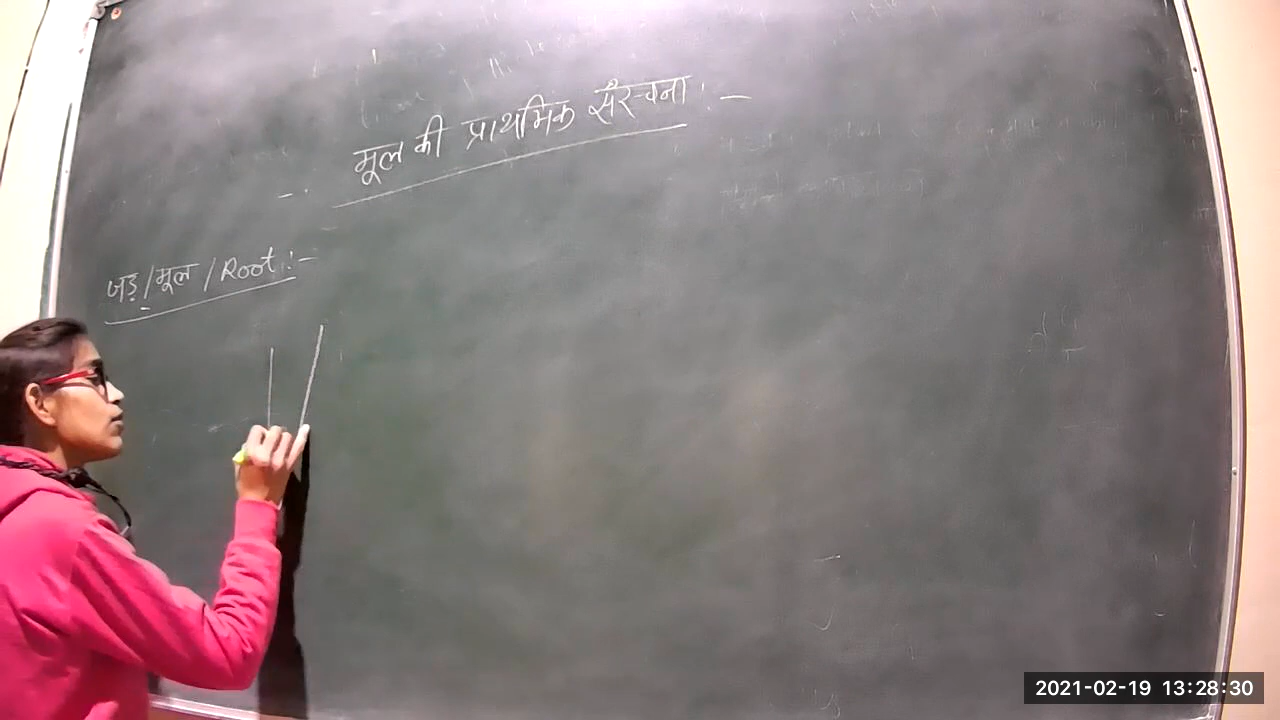 मूल की प्राथमिक संरचना :-
जड़/मूल/Root :-
2021-02-19 13:28:30